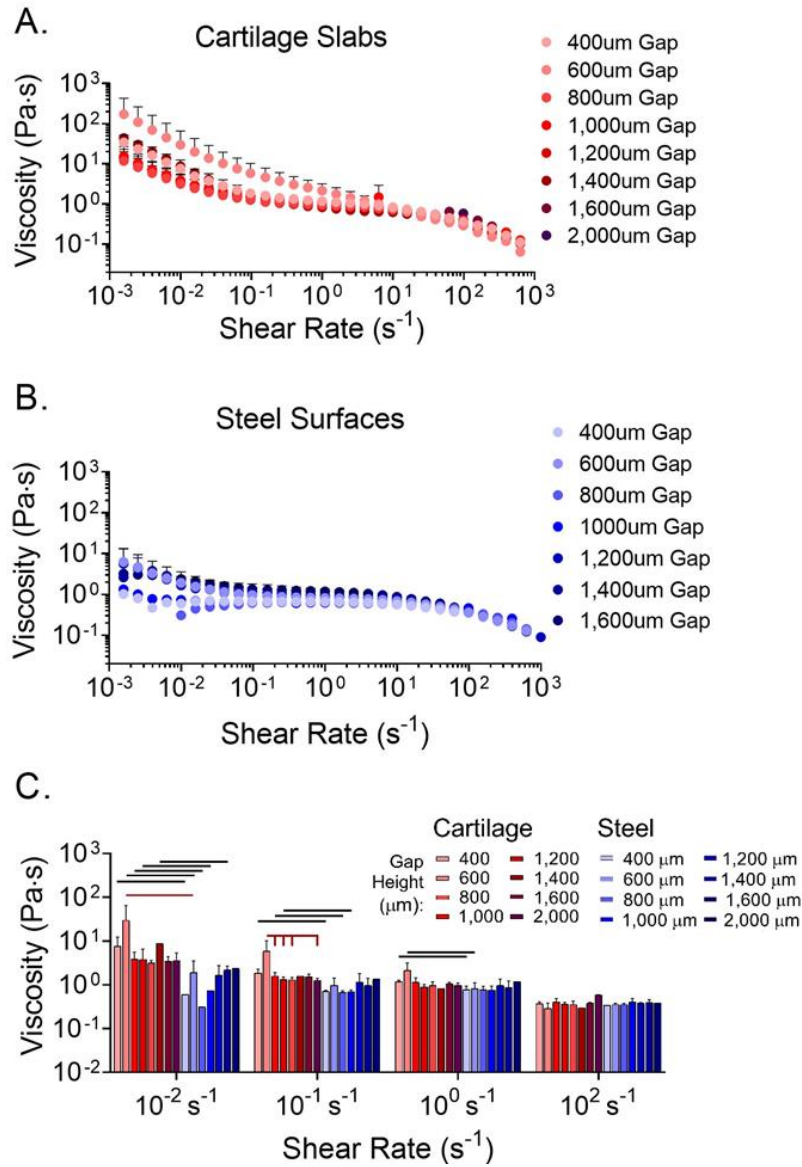 A.
Cartilage Slabs
Viscosity (Pa·s)
10³
10²
10¹
10⁰
10⁻¹
10⁻³ 10⁻² 10⁻¹ 10⁰ 10¹ 10² 10³
Shear Rate (s⁻¹)
400um Gap
600um Gap
800um Gap
1,000um Gap
1,200um Gap
1,400um Gap
1,600um Gap
2,000um Gap
B.
Steel Surfaces
Viscosity (Pa·s)
10³
10²
10¹
10⁰
10⁻¹
10⁻³ 10⁻² 10⁻¹ 10⁰ 10¹ 10² 10³
Shear Rate (s⁻¹)
400um Gap
600um Gap
800um Gap
1000um Gap
1,200um Gap
1,400um Gap
1,600um Gap
C.
Cartilage Steel
Gap Height (μm):
400 1,200
600 1,400
800 1,600
1,000 2,000
400 μm 1,200 μm
600 μm 1,400 μm
800 μm 1,600 μm
1,000 μm 2,000 μm
Viscosity (Pa·s)
10³
10²
10¹
10⁰
10⁻¹
10⁻²
10⁻² s⁻¹ 10⁻¹ s⁻¹ 10⁰ s⁻¹ 10² s⁻¹
Shear Rate (s⁻¹)